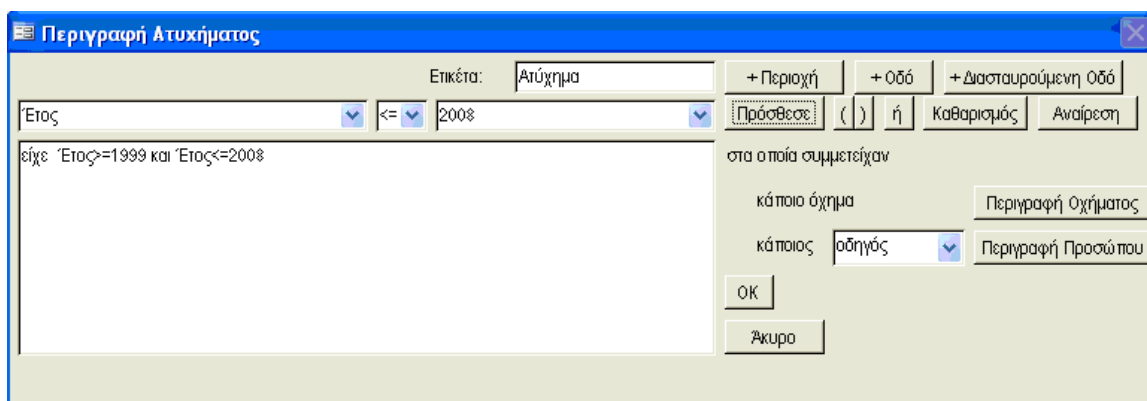 Περιγραφή Ατυχήματος
Ετικέτα: Ατύχημα +Περιοχή +Οδό +Διασταυρούμενη Οδό
Έτος <= 2008 Πρόσθεσε ( ) ή Καθαρισμός Αναίρεση
είχε Έτος>=1999 και Έτος<=2008
στα οποία συμμετείχαν
κάποιο όχημα Περιγραφή Οχήματος
κάποιος οδηγός Περιγραφή Προσώπου
OK
Άκυρο